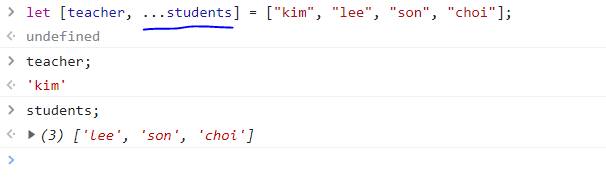 let [teacher, ...students] = ["kim", "lee", "son", "choi"];
undefined
teacher;
'kim'
students;
(3) ['lee', 'son', 'choi']